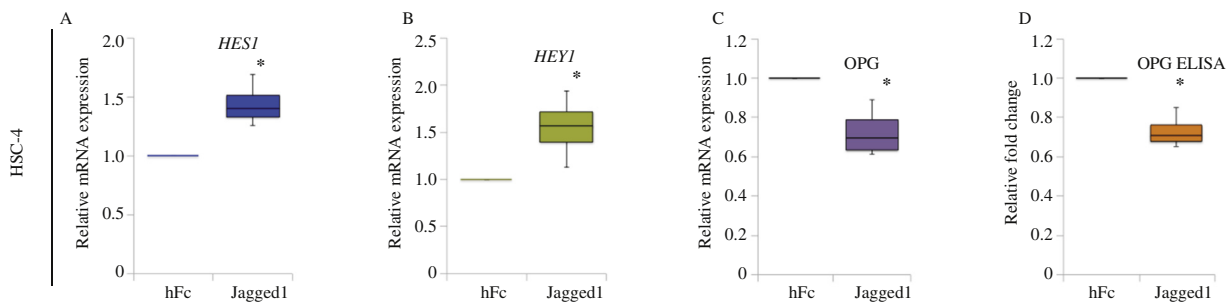 HSC-4
A
Relative mRNA expression
2.0
1.5
1.0
0.5
0
HES1
*
hFc Jagged1
B
Relative mRNA expression
2.5
2.0
1.5
1.0
0.5
0
HEY1
*
hFc Jagged1
C
Relative mRNA expression
1.2
1.0
0.8
0.6
0.4
0.2
0
OPG
*
hFc Jagged1
D
Relative fold change
1.2
1.0
0.8
0.6
0.4
0.2
0
OPG ELISA
*
hFc Jagged1